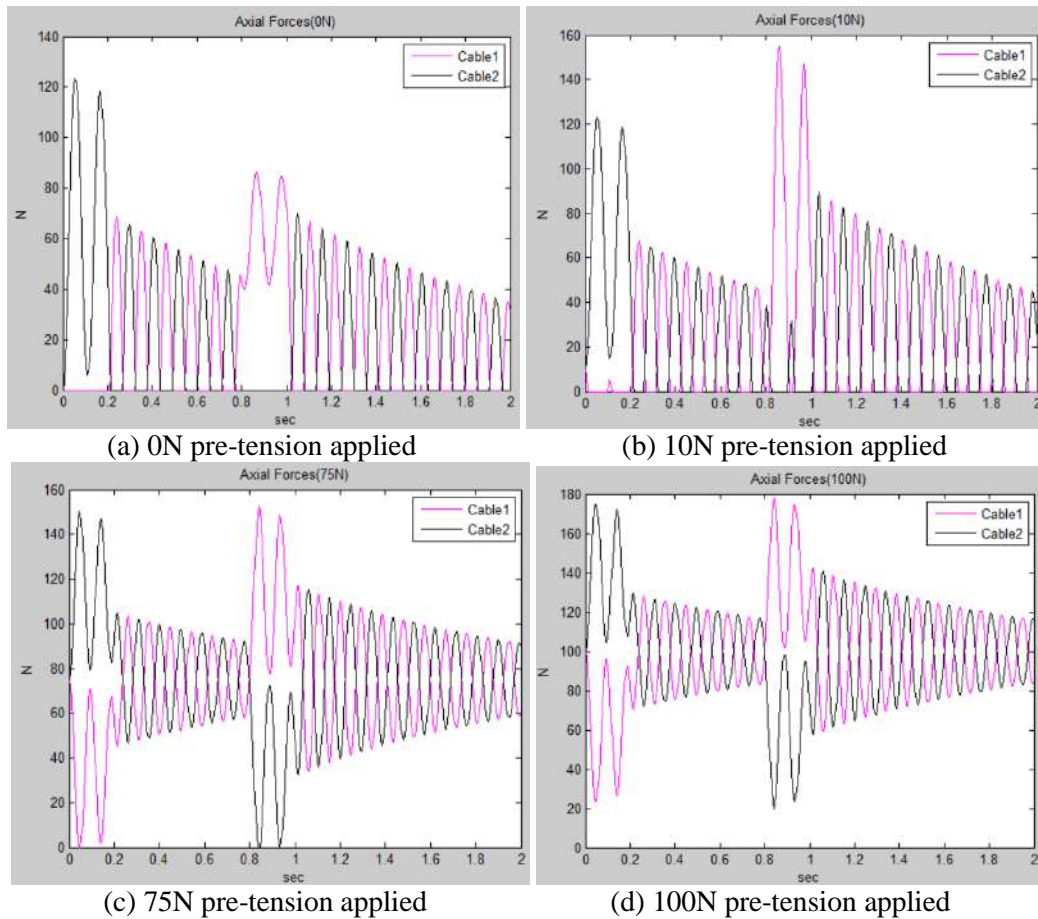 Axial Forces(0N)
140
120
100
80
60
40
20
0
N
Cable1
Cable2
0 0.2 0.4 0.6 0.8 1 1.2 1.4 1.6 1.8 2
sec
(a) 0N pre-tension applied
Axial Forces(10N)
160
140
120
100
80
60
40
20
0
N
Cable1
Cable2
0 0.2 0.4 0.6 0.8 1 1.2 1.4 1.6 1.8 2
sec
(b) 10N pre-tension applied
Axial Forces(75N)
160
140
120
100
80
60
40
20
0
N
Cable1
Cable2
0 0.2 0.4 0.6 0.8 1 1.2 1.4 1.6 1.8 2
sec
(c) 75N pre-tension applied
Axial Forces(100N)
180
160
140
120
100
80
60
40
20
0
N
Cable1
Cable2
0 0.2 0.4 0.6 0.8 1 1.2 1.4 1.6 1.8 2
sec
(d) 100N pre-tension applied